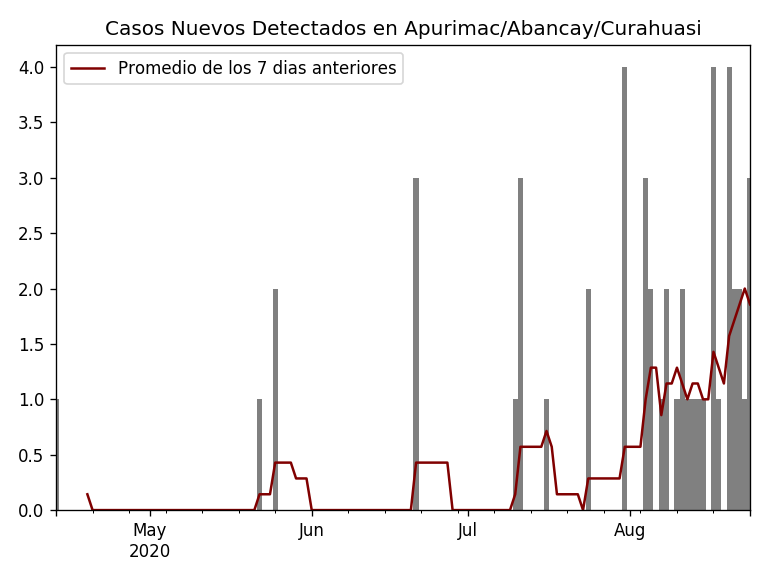 Casos Nuevos Detectados en Apurimac/Abancay/Curahuasi
Promedio de los 7 dias anteriores
4.0
3.5
3.0
2.5
2.0
1.5
1.0
0.5
0.0
May
2020
Jun
Jul
Aug